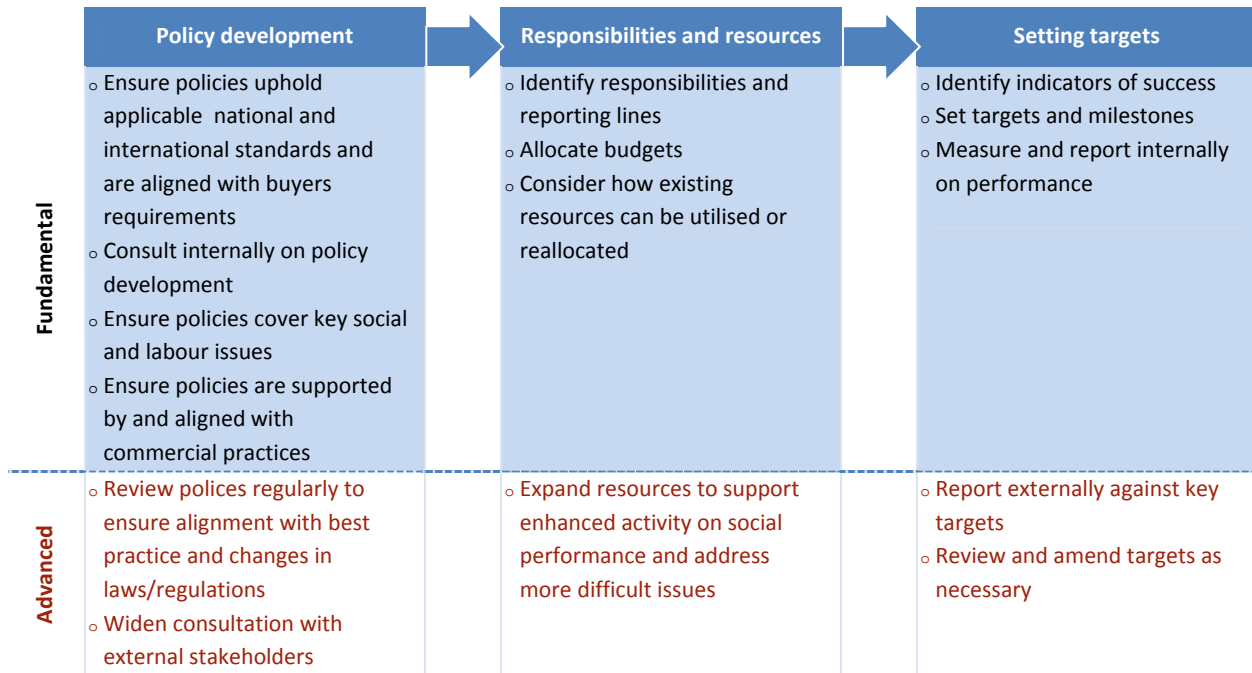 Policy development
Responsibilities and resources
Setting targets
Fundamental
○ Ensure policies uphold
applicable national and
international standards and
are aligned with buyers
requirements
○ Consult internally on policy
development
○ Ensure policies cover key social
and labour issues
○ Ensure policies are supported
by and aligned with
commercial practices
○ Identify responsibilities and
reporting lines
○ Allocate budgets
○ Consider how existing
resources can be utilised or
reallocated
○ Identify indicators of success
○ Set targets and milestones
○ Measure and report internally
on performance
Advanced
○ Review polices regularly to
ensure alignment with best
practice and changes in
laws/regulations
○ Widen consultation with
external stakeholders
○ Expand resources to support
enhanced activity on social
performance and address
more difficult issues
○ Report externally against key
targets
○ Review and amend targets as
necessary